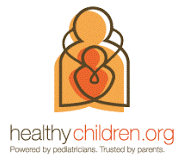 healthychildren.org
Powered by pediatricians. Trusted by parents.